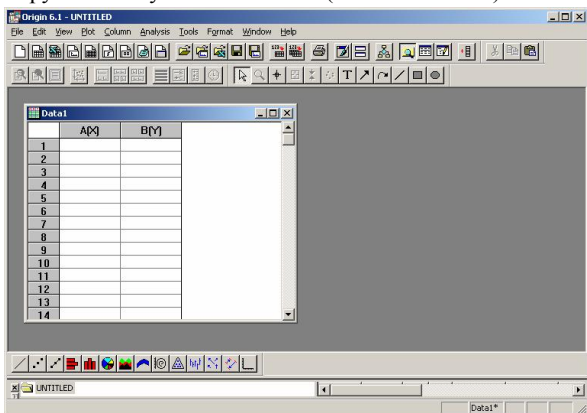 Origin 6.1 - UNTITLED
File Edit View Plot Column Analysis Tools Format Window Help
Data1
A(X) B(Y)
1
2
3
4
5
6
7
8
9
10
11
12
13
14
UNTITLED
Data1*